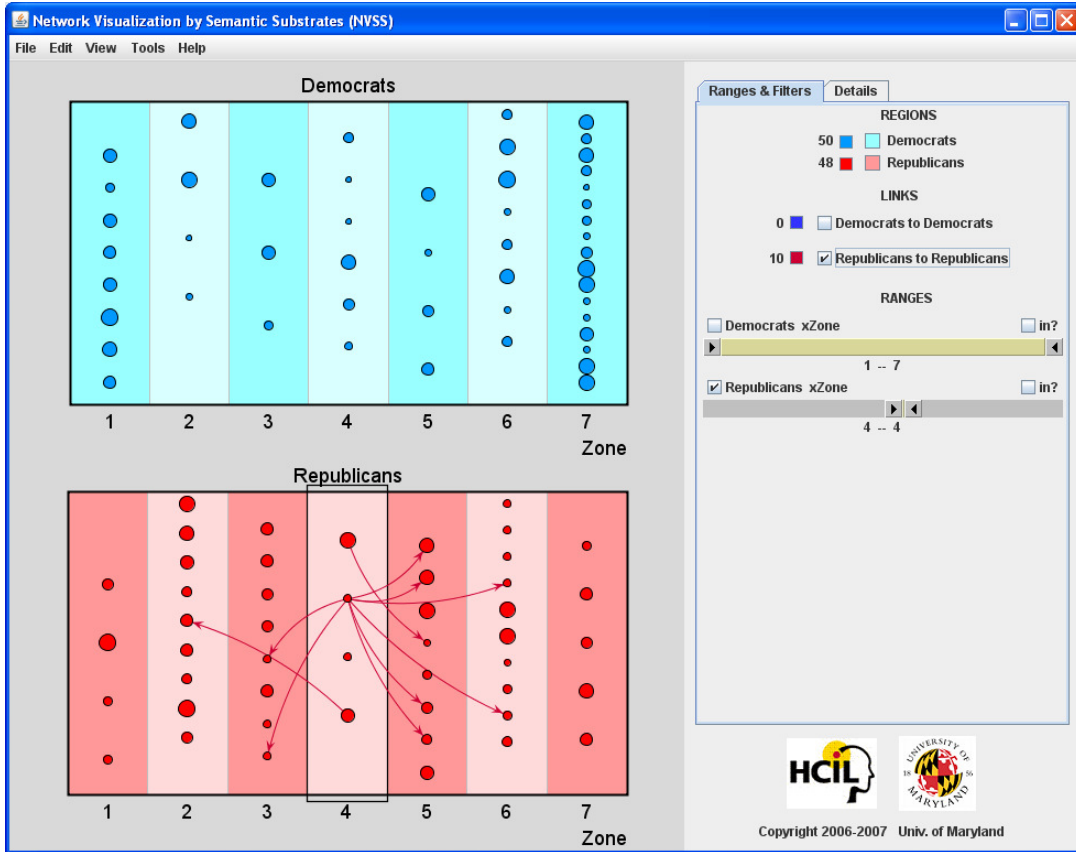 Network Visualization by Semantic Substrates (NVSS)
File Edit View Tools Help
Democrats
1 2 3 4 5 6 7
Zone
Republicans
1 2 3 4 5 6 7
Zone
Ranges & Filters Details
REGIONS
50 Democrats
48 Republicans
LINKS
0 Democrats to Democrats
10 Republicans to Republicans
RANGES
Democrats xZone in?
1 -- 7
Republicans xZone in?
4 -- 4
HCIL
UNIVERSITY OF
18 56
MARYLAND
Copyright 2006-2007 Univ. of Maryland